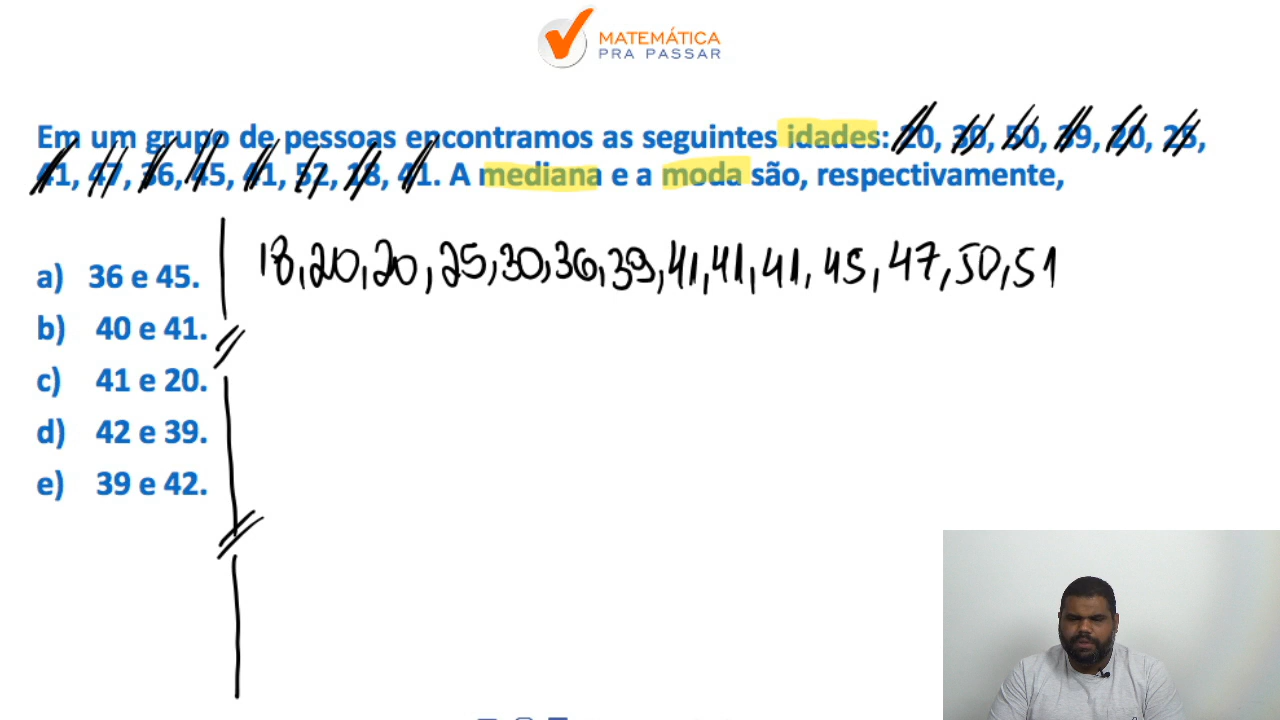 MATEMÁTICA
PRA PASSAR
Em um grupo de pessoas encontramos as seguintes idades: 20, 30, 50, 39, 20, 25,
41, 47, 36, 45, 41, 52, 18, 41. A mediana e a moda são, respectivamente,
18, 20, 20, 25, 30, 36, 39, 41, 41, 41, 45, 47, 50, 51
a) 36 e 45.
b) 40 e 41.
c) 41 e 20.
d) 42 e 39.
e) 39 e 42.